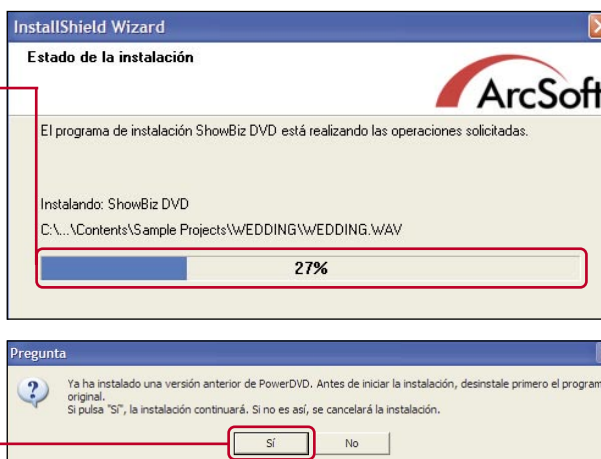 InstallShield Wizard
Estado de la instalación
ArcSoft
El programa de instalación ShowBiz DVD está realizando las operaciones solicitadas.
Instalando: ShowBiz DVD
C:\...\Contents\Sample Projects\WEDDING\WEDDING.WAV
27%
Pregunta
Ya ha instalado una versión anterior de PowerDVD. Antes de iniciar la instalación, desinstale primero el program
original.
Si pulsa "Sí", la instalación continuará. Si no es así, se cancelará la instalación.
Sí No